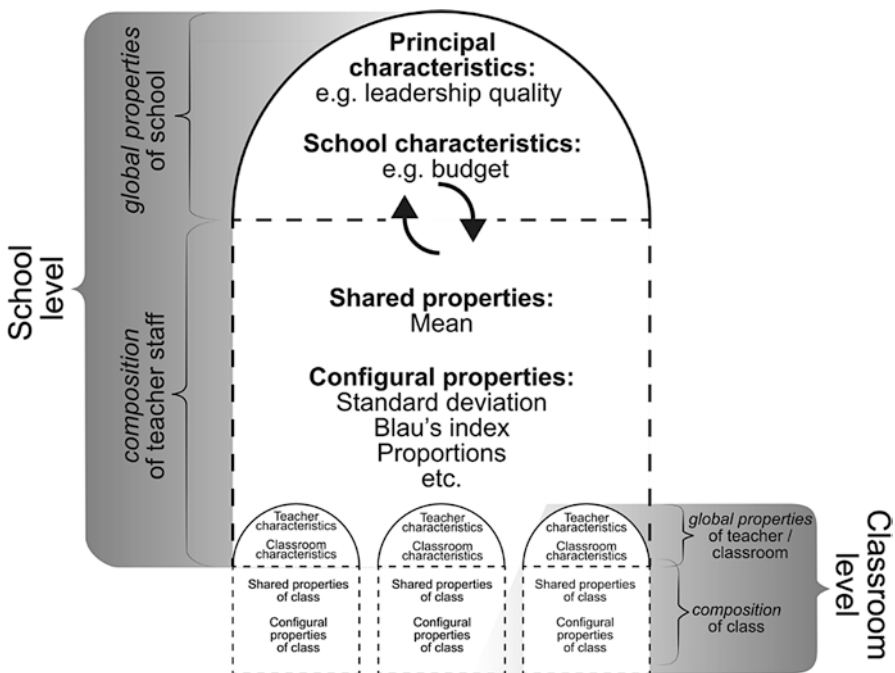 School
level
global properties
of school
composition
of teacher staff
Principal
characteristics:
e.g. leadership quality
School characteristics:
e.g. budget
Shared properties:
Mean
Configural properties:
Standard deviation
Blau's index
Proportions
etc.
Teacher
characteristics
Classroom
characteristics
Shared properties
of class
Configural
properties
of class
Teacher
characteristics
Classroom
characteristics
Shared properties
of class
Configural
properties
of class
Teacher
characteristics
Classroom
characteristics
Shared properties
of class
Configural
properties
of class
global properties
of teacher /
classroom
composition
of class
Classroom
level